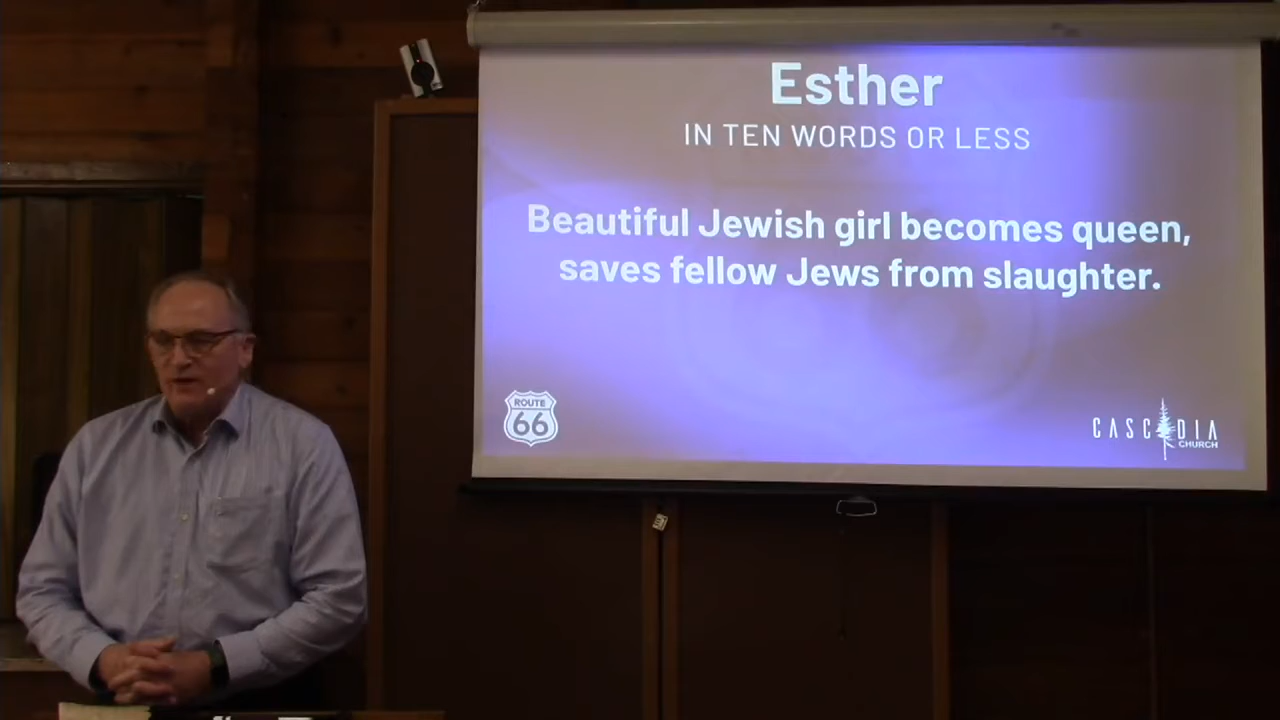 Esther
IN TEN WORDS OR LESS
Beautiful Jewish girl becomes queen,
saves fellow Jews from slaughter.
ROUTE
66
CASCADIA
CHURCH